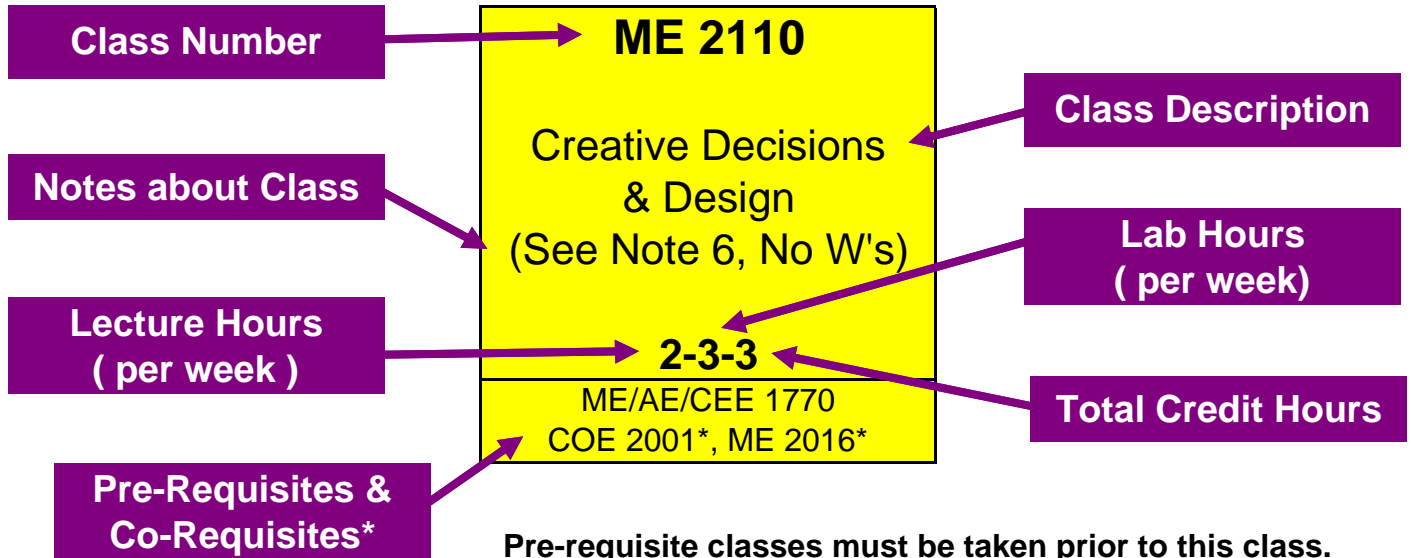 Class Number
ME 2110
Class Description
Creative Decisions
& Design
(See Note 6, No W's)
Notes about Class
Lab Hours
( per week)
Lecture Hours
( per week )
2-3-3
Total Credit Hours
ME/AE/CEE 1770
COE 2001*, ME 2016*
Pre-Requisites &
Co-Requisites*
Pre-requisite classes must be taken prior to this class.